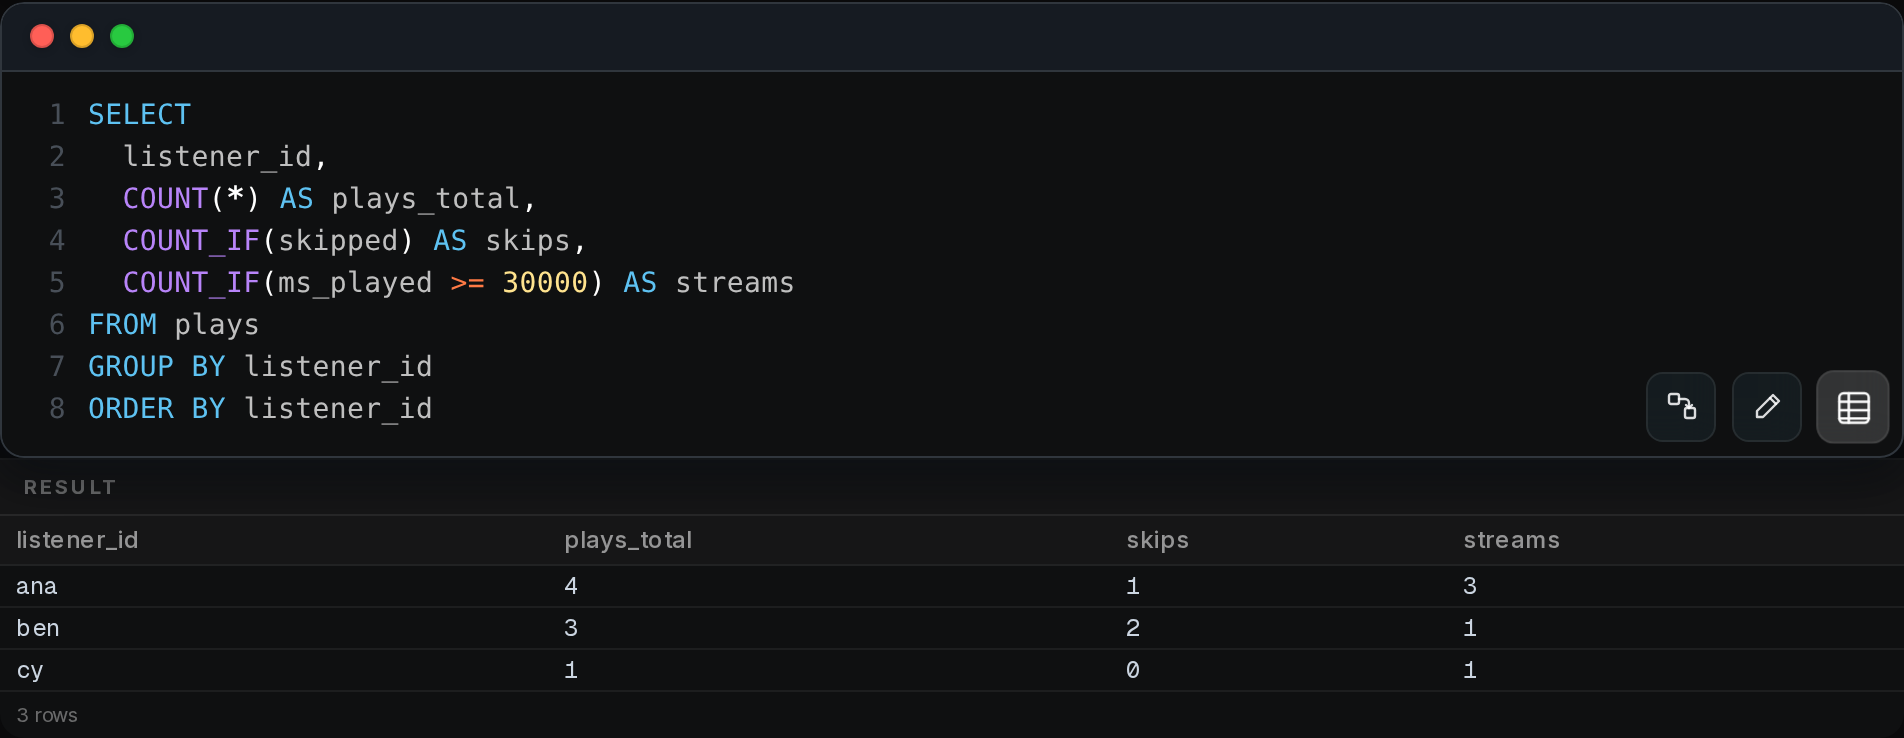 1 SELECT
2   listener_id,
3   COUNT(*) AS plays_total,
4   COUNT_IF(skipped) AS skips,
5   COUNT_IF(ms_played >= 30000) AS streams
6 FROM plays
7 GROUP BY listener_id
8 ORDER BY listener_id
RESULT
listener_id plays_total skips streams
ana 4 1 3
ben 3 2 1
cy 1 0 1
3 rows